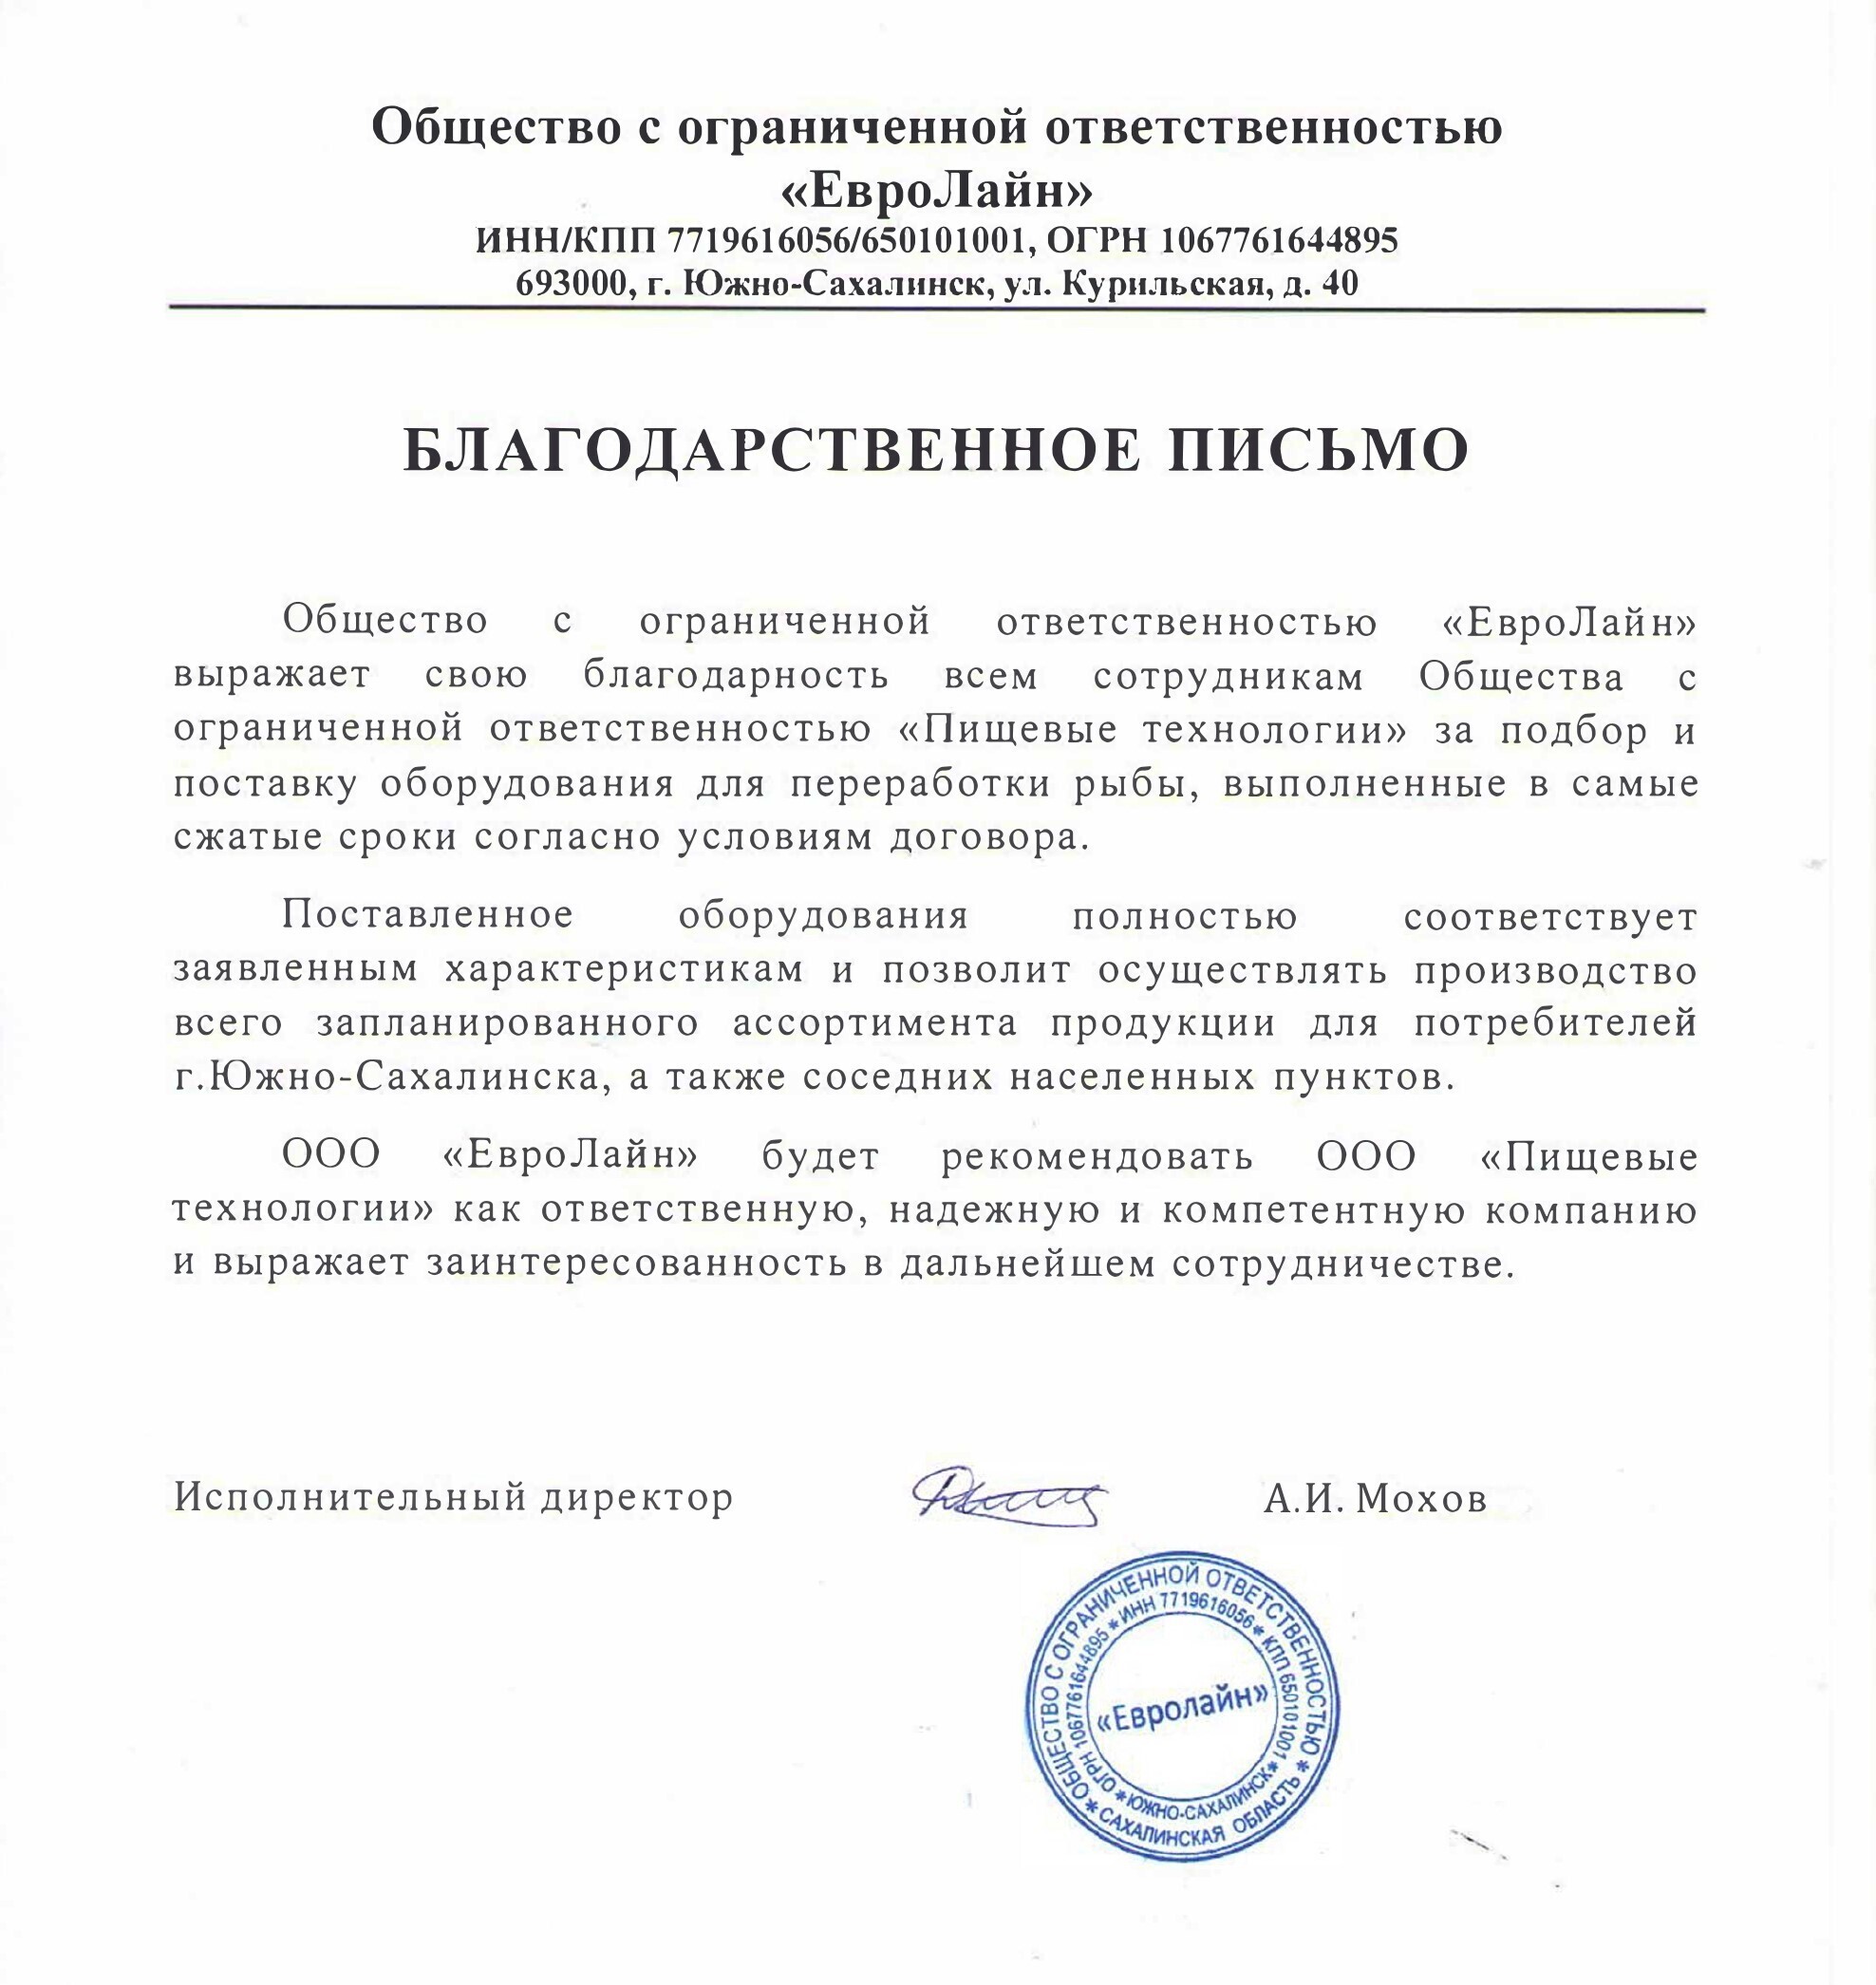 Общество с ограниченной ответственностью
«ЕвроЛайн»
ИНН/КПП 7719616056/650101001, ОГРН 1067761644895
693000, г. Южно-Сахалинск, ул. Курильская, д. 40
БЛАГОДАРСТВЕННОЕ ПИСЬМО
Общество с ограниченной ответственностью «ЕвроЛайн»
выражает свою благодарность всем сотрудникам Общества с
ограниченной ответственностью «Пищевые технологии» за подбор и
поставку оборудования для переработки рыбы, выполненные в самые
сжатые сроки согласно условиям договора.
Поставленное оборудования полностью соответствует
заявленным характеристикам и позволит осуществлять производство
всего запланированного ассортимента продукции для потребителей
г.Южно-Сахалинска, а также соседних населенных пунктов.
ООО «ЕвроЛайн» будет рекомендовать ООО «Пищевые
технологии» как ответственную, надежную и компетентную компанию
и выражает заинтересованность в дальнейшем сотрудничестве.
Исполнительный директор А.И. Мохов
ОБЩЕСТВО С ОГРАНИЧЕННОЙ ОТВЕТСТВЕННОСТЬЮ * САХАЛИНСКАЯ ОБЛАСТЬ *
ОГРН 1067761644895 * ИНН 7719616056 * КПП 650101001 * ЮЖНО-САХАЛИНСК *
«Евролайн»